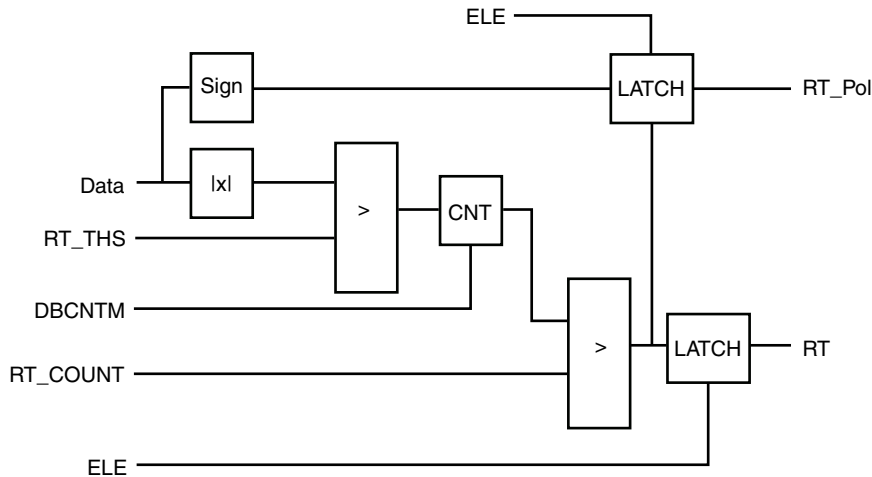 ELE
Sign
LATCH
RT_Pol
Data
|x|
>
CNT
RT_THS
DBCNTM
>
LATCH
RT
RT_COUNT
ELE